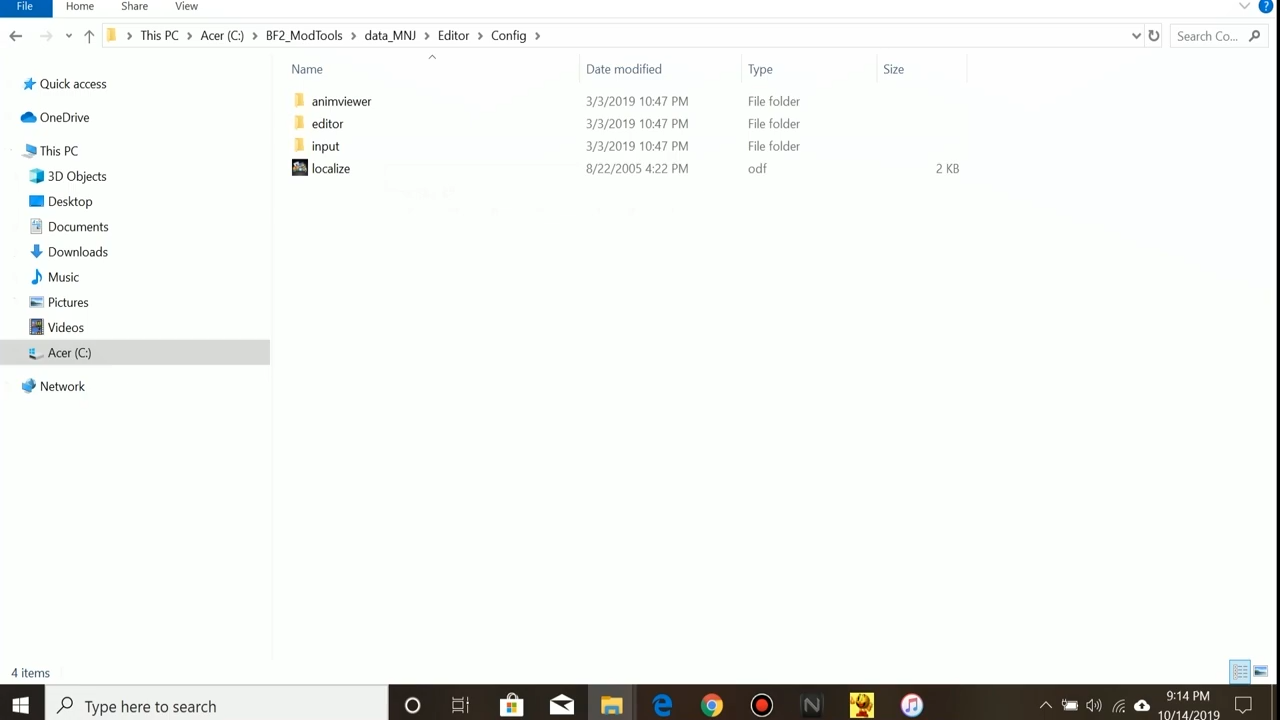 File Home Share View
This PC Acer (C:) BF2_ModTools data_MNJ Editor Config Search Co...
Name Date modified Type Size
Quick access
OneDrive
This PC
3D Objects
Desktop
Documents
Downloads
Music
Pictures
Videos
Acer (C:)
Network
animviewer 3/3/2019 10:47 PM File folder
editor 3/3/2019 10:47 PM File folder
input 3/3/2019 10:47 PM File folder
localize 8/22/2005 4:22 PM odf 2 KB
4 items
Type here to search
9:14 PM
10/14/2019